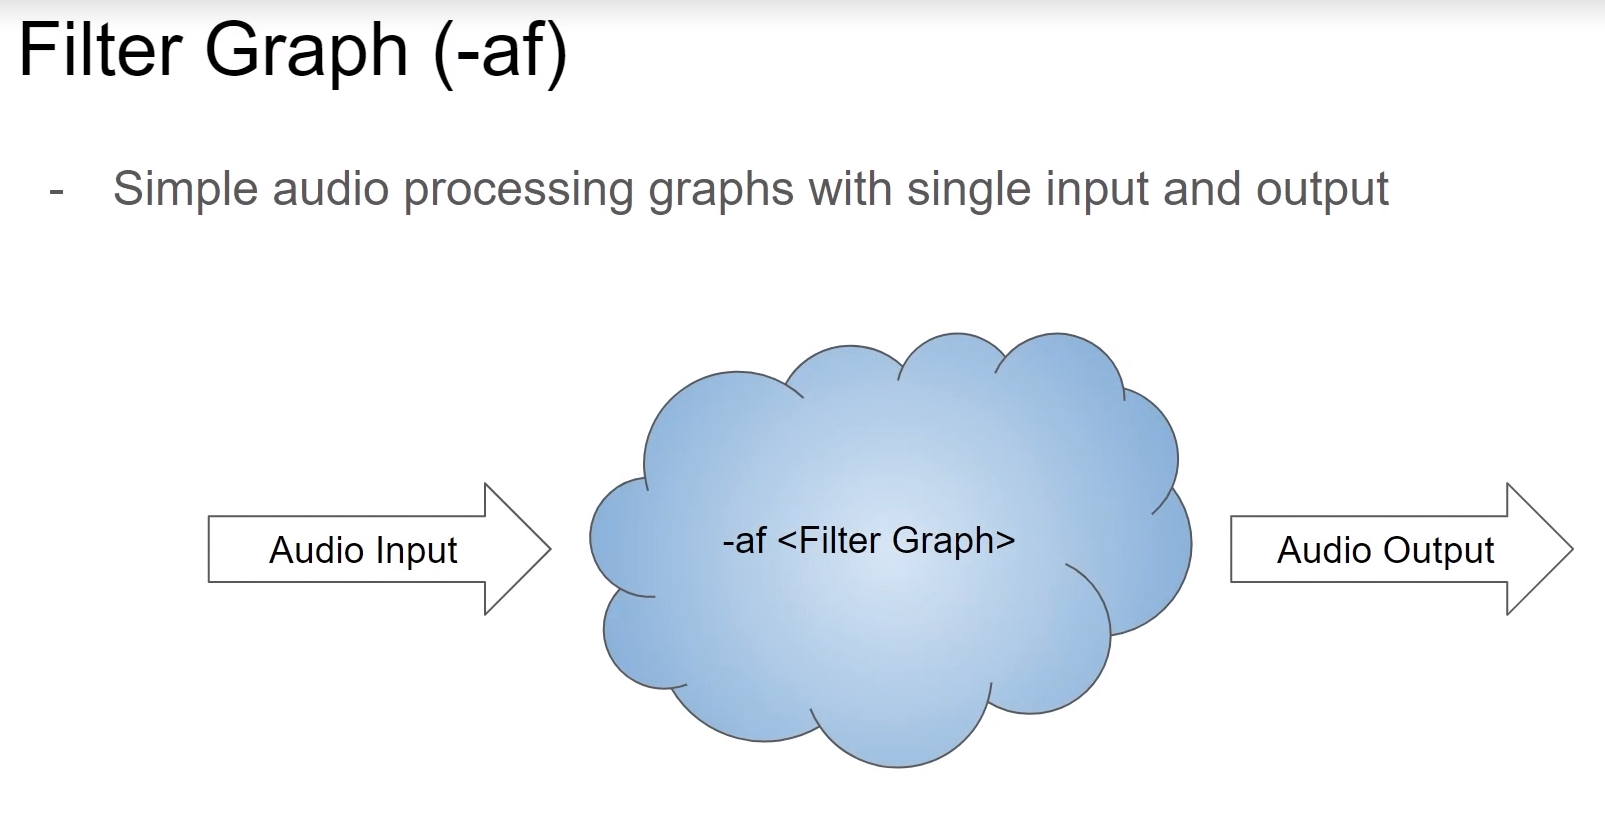 Filter Graph (-af)
- Simple audio processing graphs with single input and output
Audio Input
-af <Filter Graph>
Audio Output